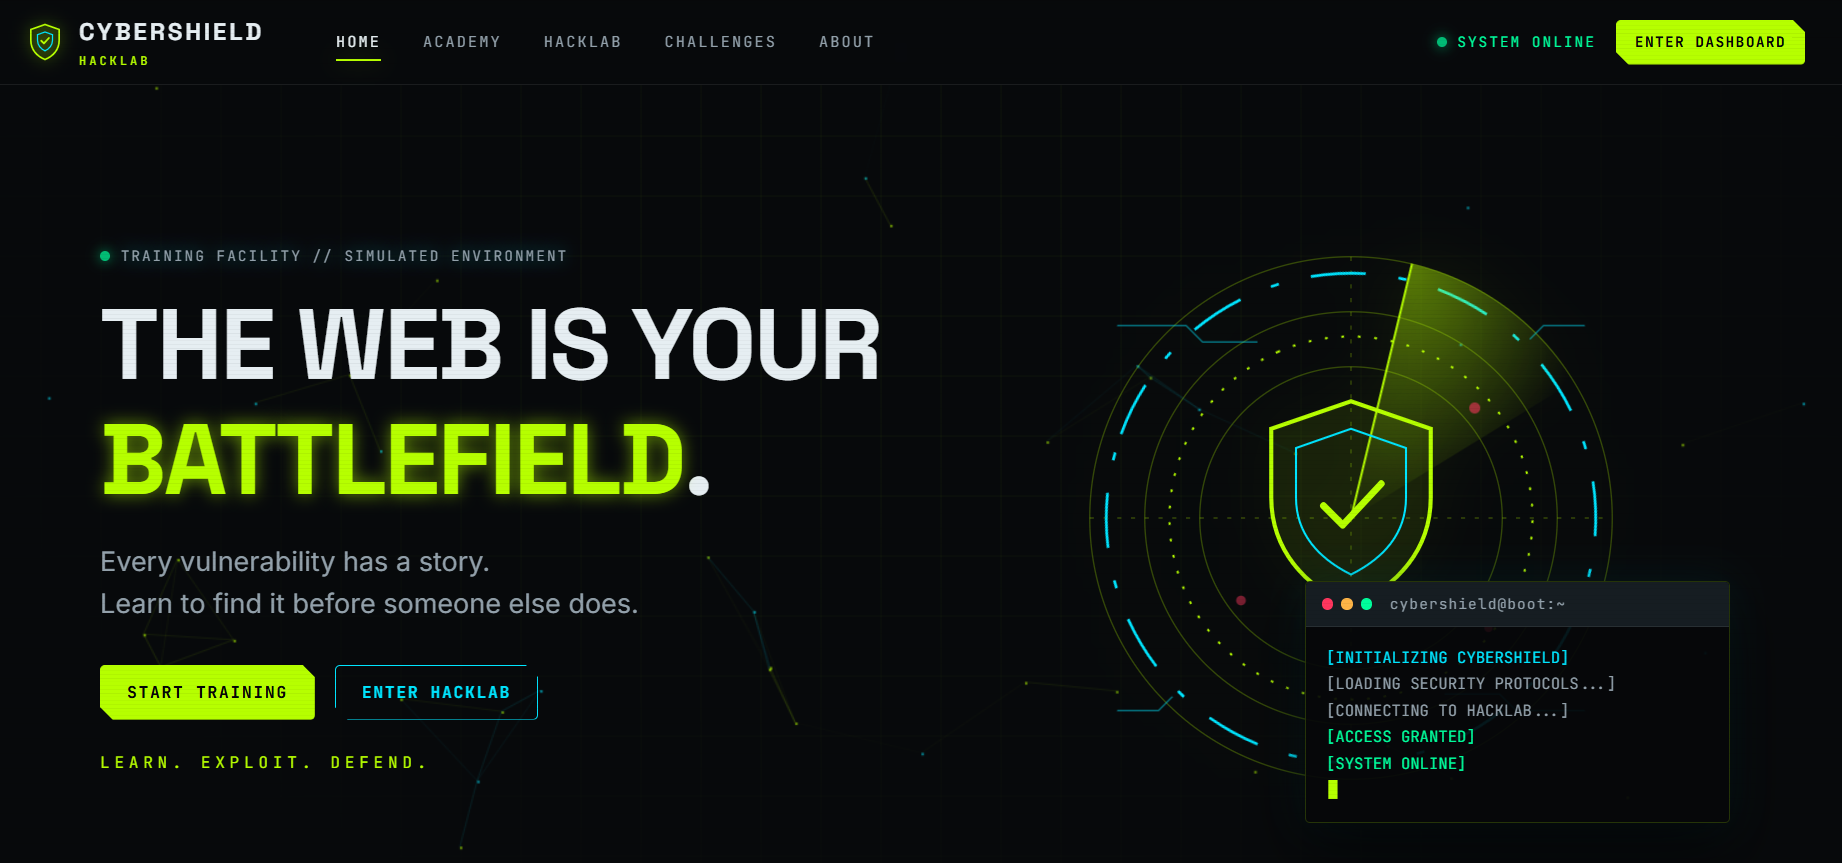 CYBERSHIELD
HACKLAB
HOME
ACADEMY
HACKLAB
CHALLENGES
ABOUT
SYSTEM ONLINE
ENTER DASHBOARD
TRAINING FACILITY // SIMULATED ENVIRONMENT
THE WEB IS YOUR
BATTLEFIELD.
Every vulnerability has a story.
Learn to find it before someone else does.
START TRAINING
ENTER HACKLAB
LEARN. EXPLOIT. DEFEND.
cybershield@boot:~
[INITIALIZING CYBERSHIELD]
[LOADING SECURITY PROTOCOLS...]
[CONNECTING TO HACKLAB...]
[ACCESS GRANTED]
[SYSTEM ONLINE]